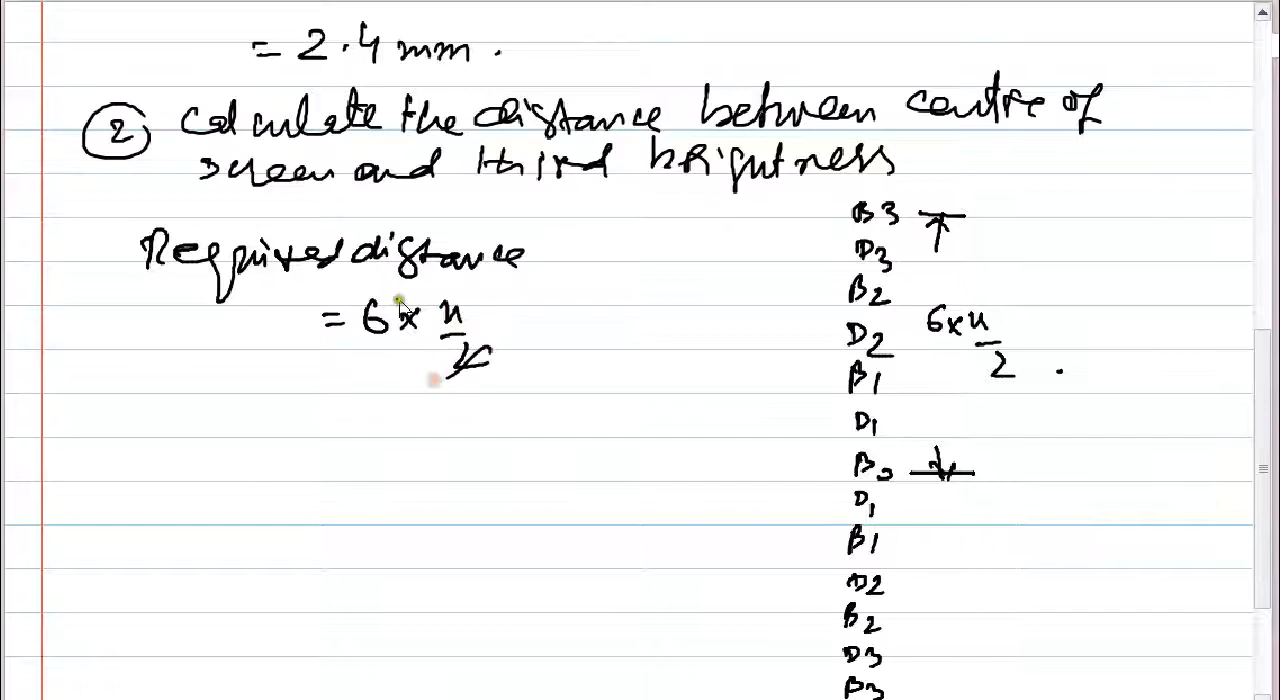 = 2.4 mm.
② Calculate the distance between centre of
screen and third brightness
Required distance
= 6 × x/2
B3
D3
B2
D2
B1
D1
B0
D1
B1
D2
B2
D3
B3
6 × x/2 .